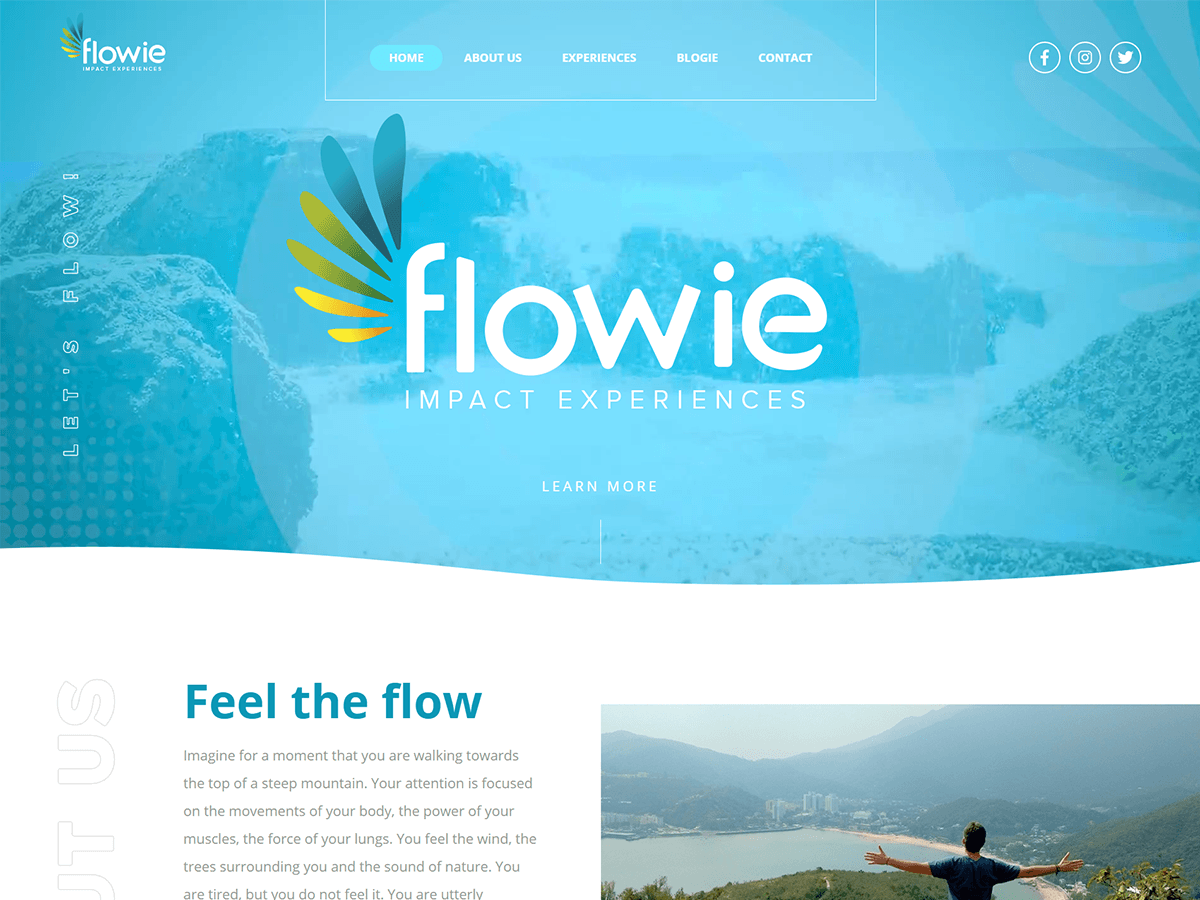 flowie
IMPACT EXPERIENCES
HOME
ABOUT US
EXPERIENCES
BLOGIE
CONTACT
LET'S FLOW!
flowie
IMPACT EXPERIENCES
LEARN MORE
UT US
Feel the flow
Imagine for a moment that you are walking towards
the top of a steep mountain. Your attention is focused
on the movements of your body, the power of your
muscles, the force of your lungs. You feel the wind, the
trees surrounding you and the sound of nature. You
are tired, but you do not feel it. You are utterly